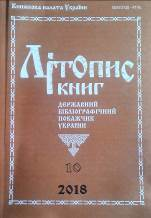 Книжкова палата України
Літопис
книг
ДЕРЖАВНИЙ
БІБЛІОГРАФІЧНИЙ
ПОКАЖЧИК
УКРАЇНИ
10
2018